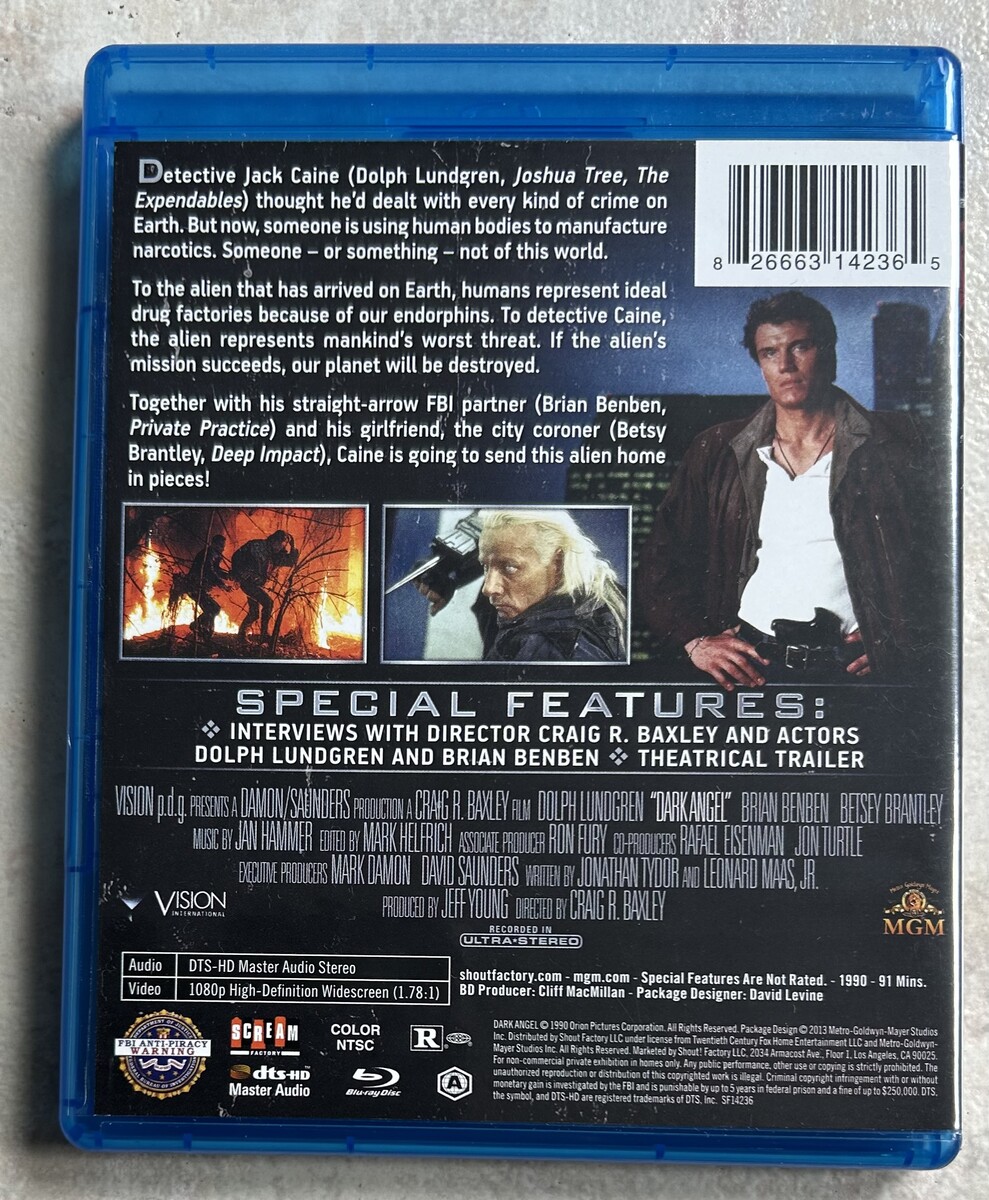 Detective Jack Caine (Dolph Lundgren, Joshua Tree, The
Expendables) thought he'd dealt with every kind of crime on
Earth. But now, someone is using human bodies to manufacture
narcotics. Someone – or something – not of this world.
To the alien that has arrived on Earth, humans represent ideal
drug factories because of our endorphins. To detective Caine,
the alien represents mankind's worst threat. If the alien's
mission succeeds, our planet will be destroyed.
Together with his straight-arrow FBI partner (Brian Benben,
Private Practice) and his girlfriend, the city coroner (Betsy
Brantley, Deep Impact), Caine is going to send this alien home
in pieces!
8 26663 14236 5
SPECIAL FEATURES:
❖ INTERVIEWS WITH DIRECTOR CRAIG R. BAXLEY AND ACTORS
DOLPH LUNDGREN AND BRIAN BENBEN ❖ THEATRICAL TRAILER
VISION p.d.g. PRESENTS A DAMON/SAUNDERS PRODUCTION A CRAIG R. BAXLEY FILM DOLPH LUNDGREN "DARK ANGEL" BRIAN BENBEN BETSEY BRANTLEY
MUSIC BY JAN HAMMER EDITED BY MARK HELFRICH ASSOCIATE PRODUCER RON FURY CO-PRODUCERS RAFAEL EISENMAN JON TURTLE
EXECUTIVE PRODUCERS MARK DAMON DAVID SAUNDERS WRITTEN BY JONATHAN TYDOR AND LEONARD MAAS, JR.
PRODUCED BY JEFF YOUNG DIRECTED BY CRAIG R. BAXLEY
VISION
INTERNATIONAL
RECORDED IN
ULTRA★STEREO
Metro Goldwyn Mayer
MGM
Audio DTS-HD Master Audio Stereo
Video 1080p High-Definition Widescreen (1.78:1)
shoutfactory.com - mgm.com - Special Features Are Not Rated. - 1990 - 91 Mins.
BD Producer: Cliff MacMillan - Package Designer: David Levine
FBI ANTI-PIRACY
WARNING
SCREAM
FACTORY
dts-HD™
Master Audio
COLOR
NTSC
Blu-ray Disc
R
A
DARK ANGEL © 1990 Orion Pictures Corporation. All Rights Reserved. Package Design © 2013 Metro-Goldwyn-Mayer Studios
Inc. Distributed by Shout Factory LLC under license from Twentieth Century Fox Home Entertainment LLC and Metro-Goldwyn-
Mayer Studios Inc. All Rights Reserved. Marketed by Shout! Factory LLC, 2034 Armacost Ave., Floor 1, Los Angeles, CA 90025.
For non-commercial private exhibition in homes only. Any public performance, other use or copying is strictly prohibited. The
unauthorized reproduction or distribution of this copyrighted work is illegal. Criminal copyright infringement with or without
monetary gain is investigated by the FBI and is punishable by up to 5 years in federal prison and a fine of up to $250,000. DTS,
the symbol, and DTS-HD are registered trademarks of DTS, Inc. SF14236